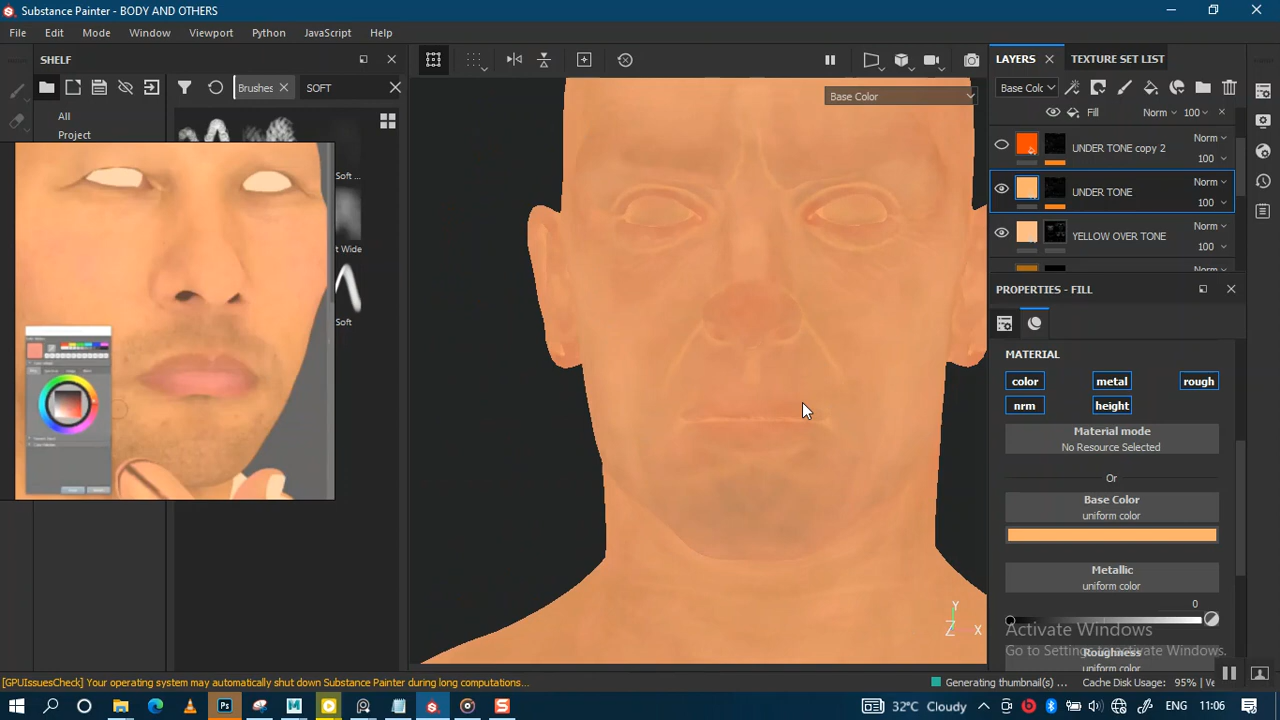 Substance Painter - BODY AND OTHERS
File Edit Mode Window Viewport Python JavaScript Help
SHELF
Brushes
SOFT
All
Project
Soft ...
t Wide
Soft
Base Color
LAYERS
TEXTURE SET LIST
Base Colc
Fill Norm 100
UNDER TONE copy 2 Norm 100
UNDER TONE Norm 100
YELLOW OVER TONE Norm 100
Norm
PROPERTIES - FILL
MATERIAL
color metal rough
nrm height
Material mode
No Resource Selected
Or
Base Color
uniform color
Metallic
uniform color
0
Activate Windows
Go to Settings to activate Windows.
Roughness
uniform color
Y
Z X
[GPUIssuesCheck] Your operating system may automatically shut down Substance Painter during long computations...
Generating thumbnail(s) ...
Cache Disk Usage: 95% | Ve
Ps
M
S
32°C Cloudy
ENG 11:06